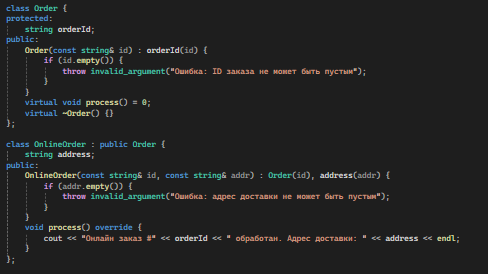 class Order {
protected:
    string orderId;
public:
    Order(const string& id) : orderId(id) {
        if (id.empty()) {
            throw invalid_argument("Ошибка: ID заказа не может быть пустым");
        }
    }
    virtual void process() = 0;
    virtual ~Order() {}
};

class OnlineOrder : public Order {
    string address;
public:
    OnlineOrder(const string& id, const string& addr) : Order(id), address(addr) {
        if (addr.empty()) {
            throw invalid_argument("Ошибка: адрес доставки не может быть пустым");
        }
    }
    void process() override {
        cout << "Онлайн заказ #" << orderId << " обработан. Адрес доставки: " << address << endl;
    }
};